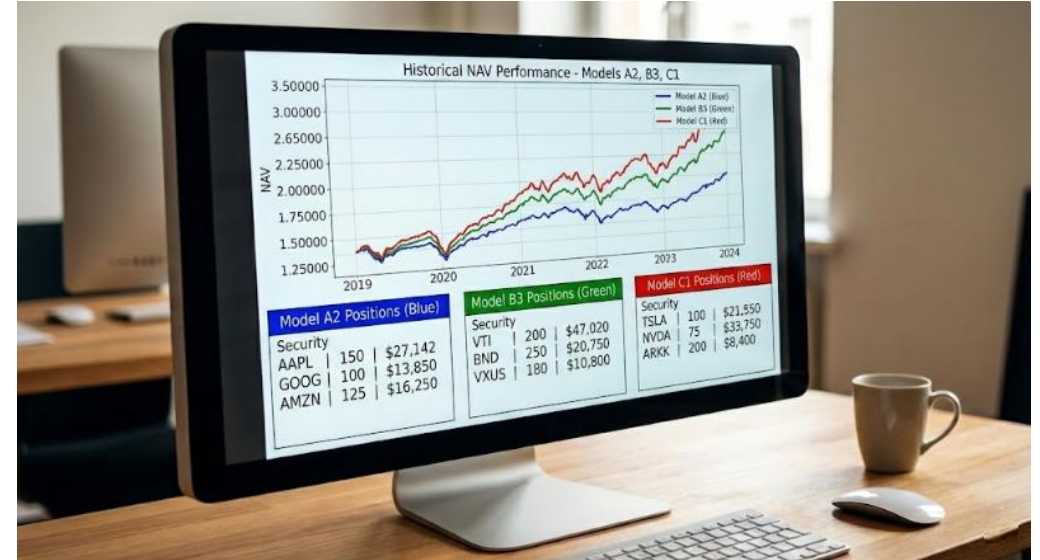 Historical NAV Performance - Models A2, B3, C1
3.50000
3.00000
2.65000
2.25000
2.00000
1.75000
1.50000
1.25000
NAV
Model A2 (Blue)
Model B3 (Green)
Model C1 (Red)
2019
2020
2021
2022
2023
2024
Model A2 Positions (Blue)
Security
AAPL | 150 | $27,142
GOOG | 100 | $13,850
AMZN | 125 | $16,250
Model B3 Positions (Green)
Security
VTI | 200 | $47,020
BND | 250 | $20,750
VXUS | 180 | $10,800
Model C1 Positions (Red)
Security
TSLA | 100 | $21,550
NVDA | 75 | $33,750
ARKK | 200 | $8,400